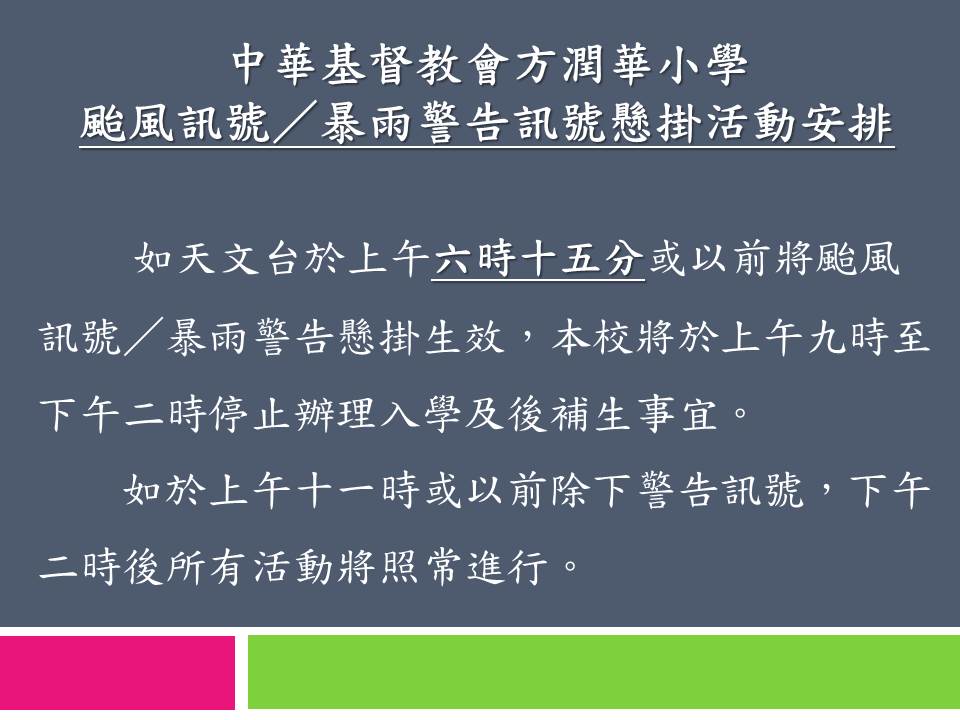 中華基督教會方潤華小學
颱風訊號／暴雨警告訊號懸掛活動安排
如天文台於上午六時十五分或以前將颱風
訊號／暴雨警告懸掛生效，本校將於上午九時至
下午二時停止辦理入學及後補生事宜。
如於上午十一時或以前除下警告訊號，下午
二時後所有活動將照常進行。